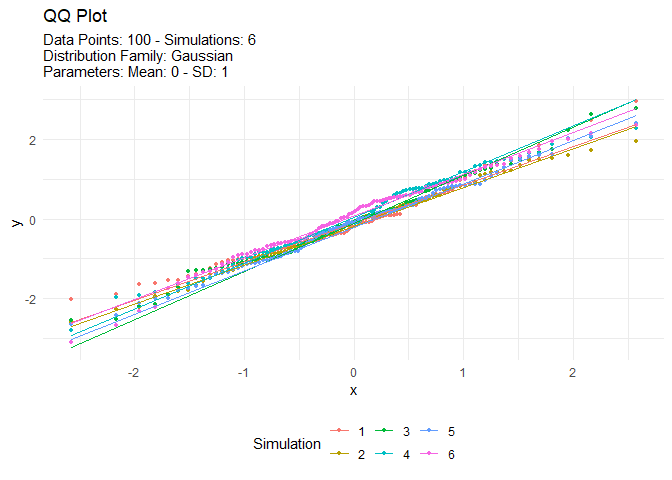 QQ Plot
Data Points: 100 - Simulations: 6
Distribution Family: Gaussian
Parameters: Mean: 0 - SD: 1
y
2
0
-2
-2 -1 0 1 2
x
Simulation
1 3 5
2 4 6